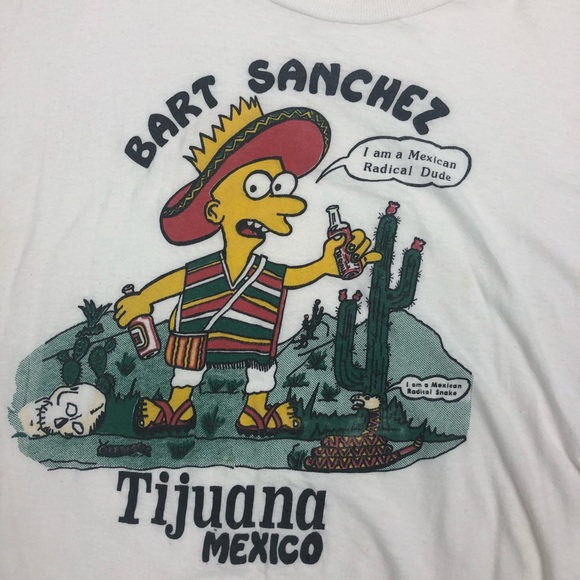 BART SANCHEZ
I am a Mexican
Radical Dude
I am a Mexican
Radical Snake
Tijuana
MEXICO